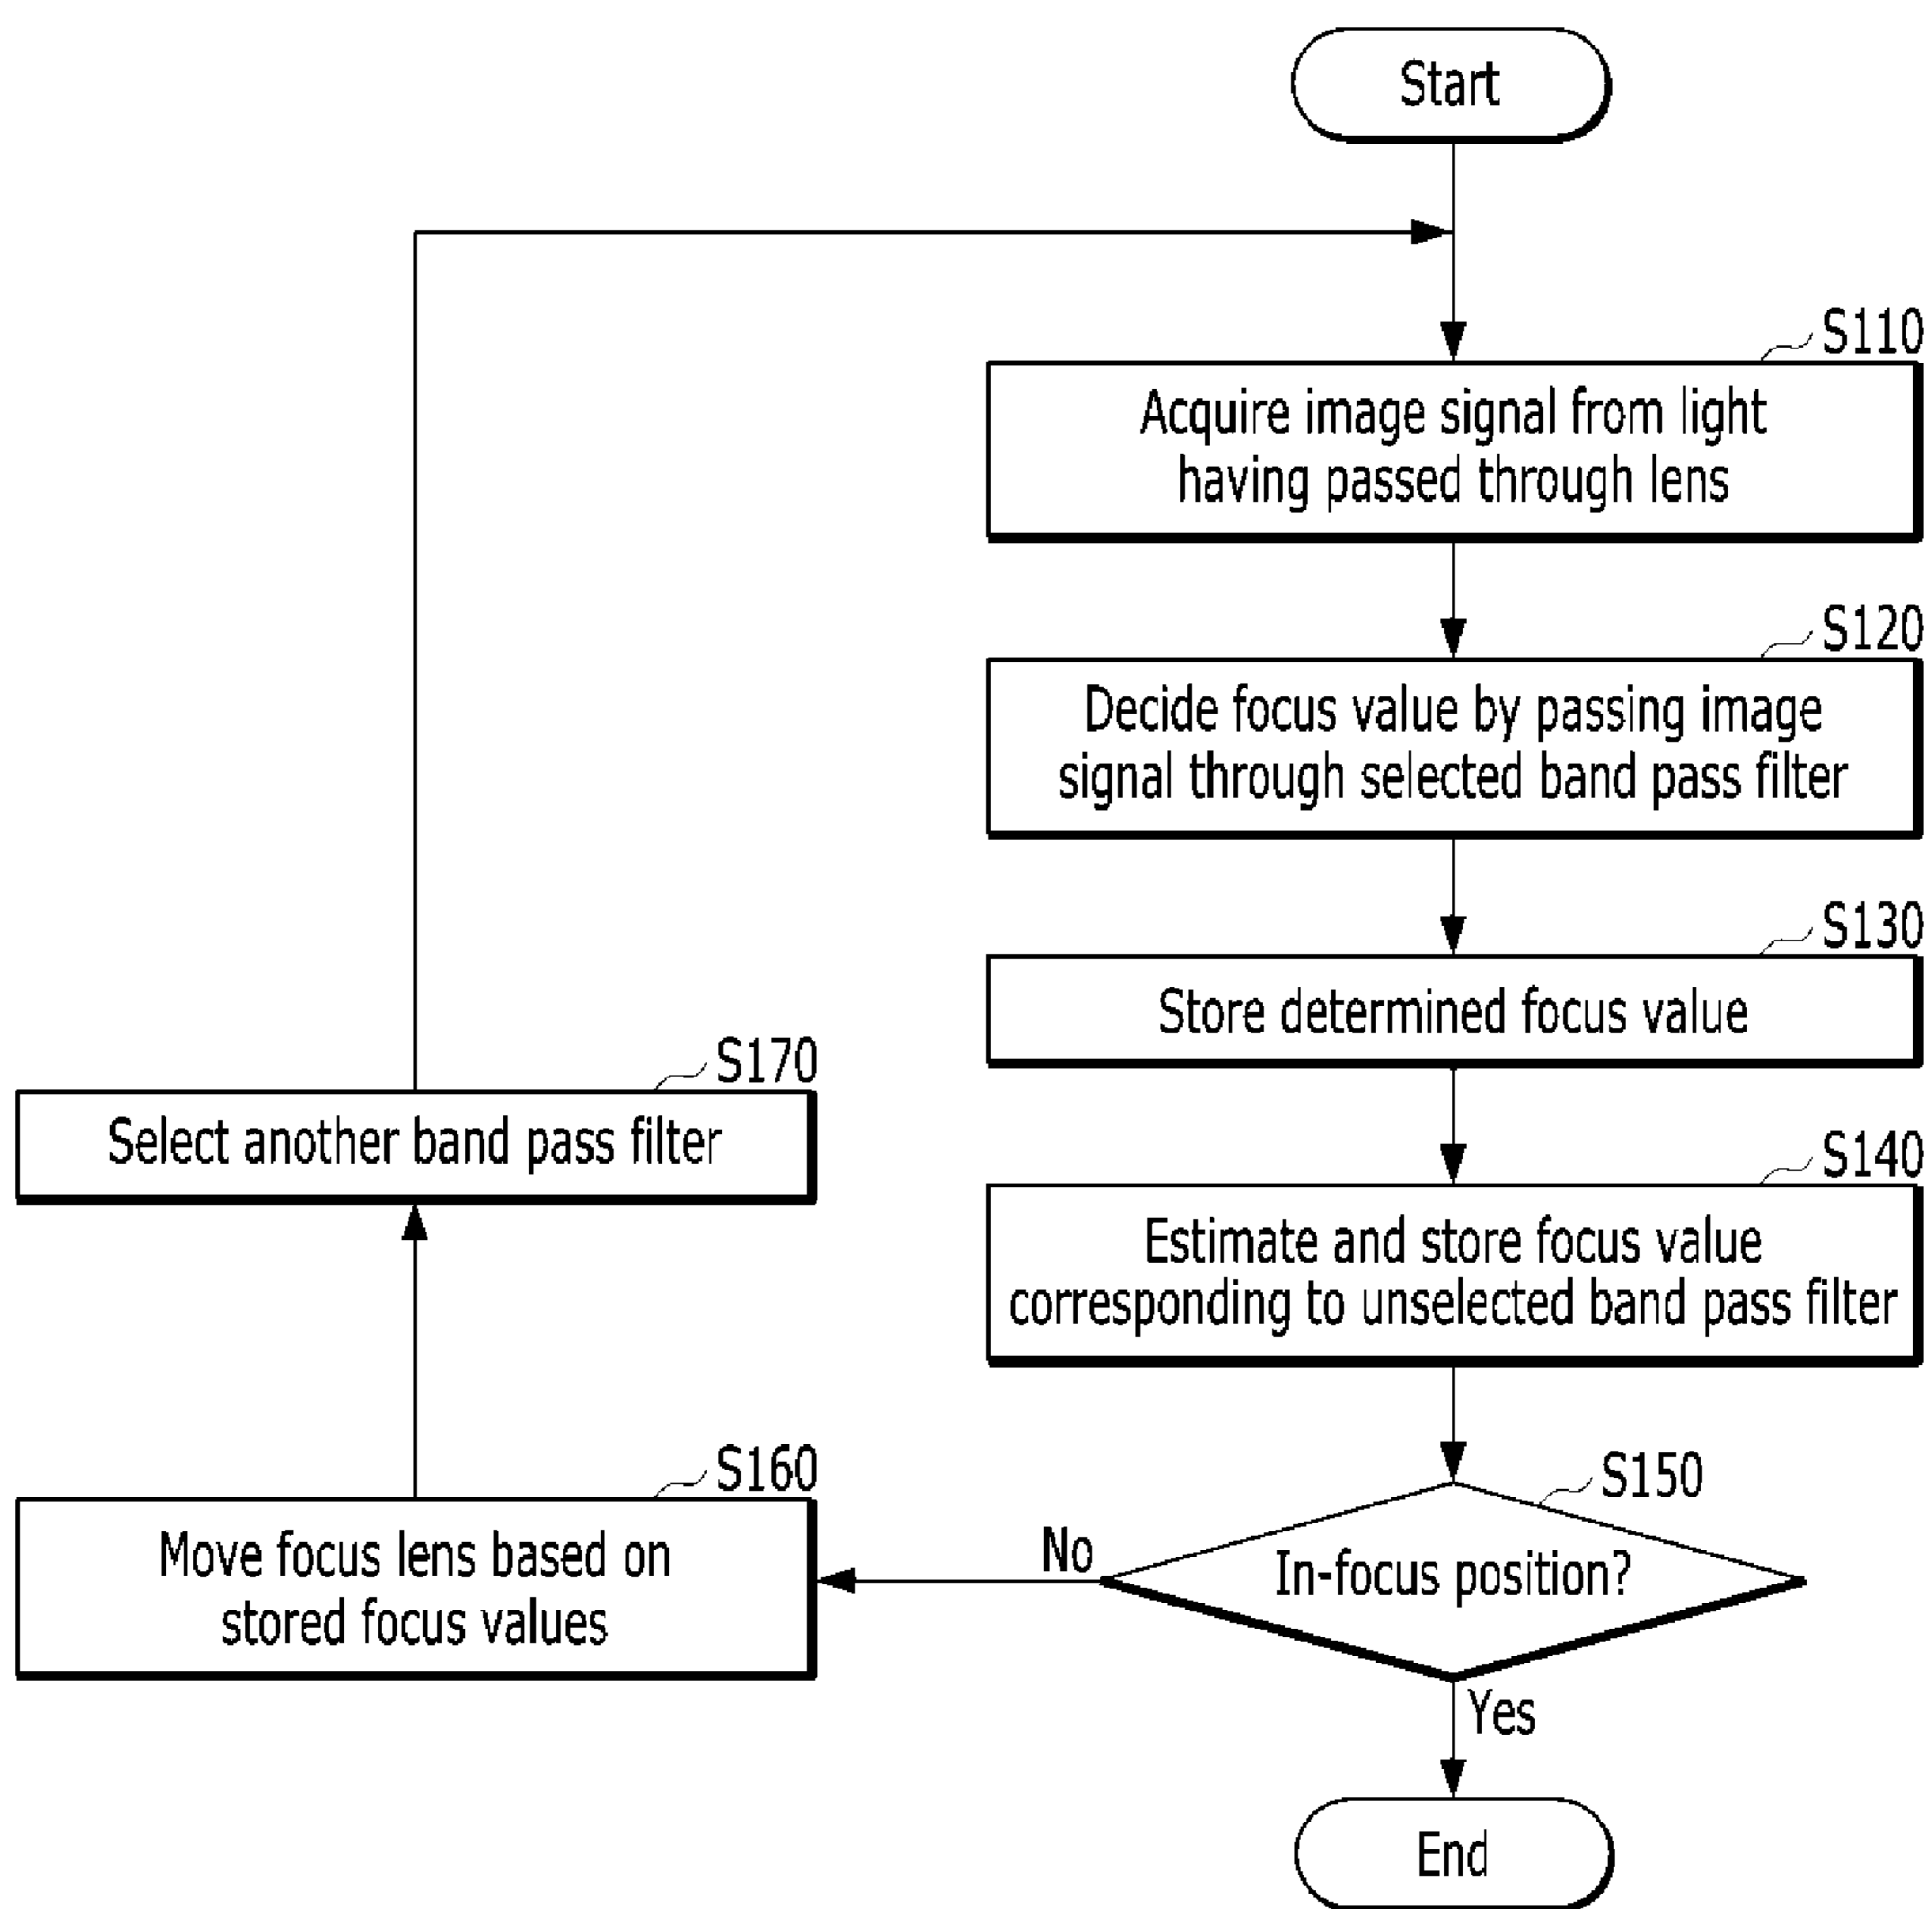 Start
S110
Acquire image signal from light
having passed through lens
S120
Decide focus value by passing image
signal through selected band pass filter
S130
Store determined focus value
S170
Select another band pass filter
S140
Estimate and store focus value
corresponding to unselected band pass filter
S160
Move focus lens based on
stored focus values
S150
No
In-focus position?
Yes
End